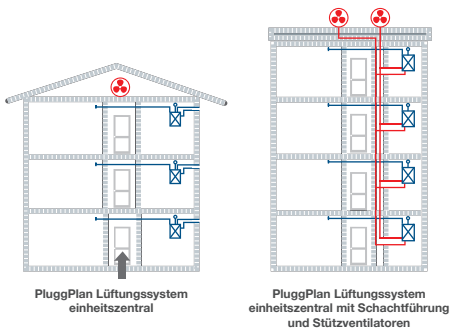 PluggPlan Lüftungssystem
einheitszentral
PluggPlan Lüftungssystem
einheitszentral mit Schachtführung
und Stützventilatoren